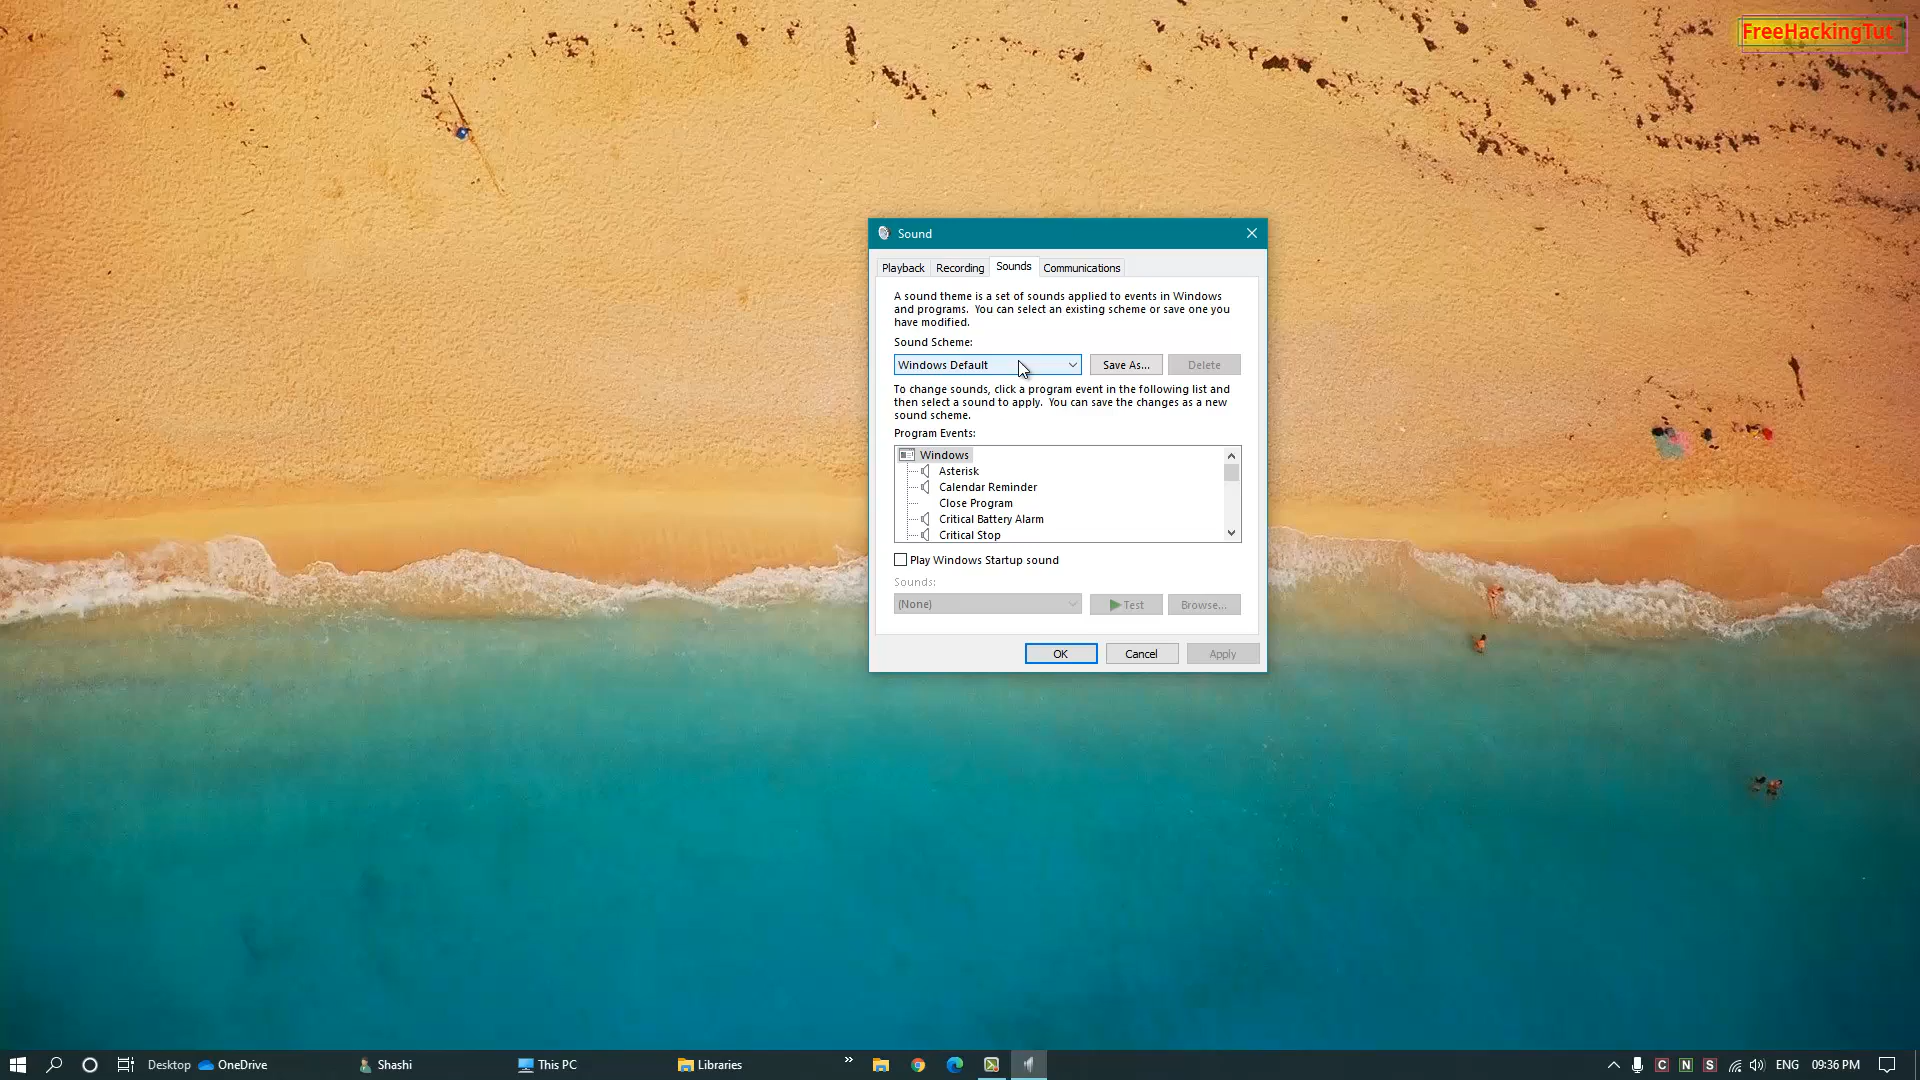 FreeHackingTut
Sound
Playback
Recording
Sounds
Communications
A sound theme is a set of sounds applied to events in Windows
and programs. You can select an existing scheme or save one you
have modified.
Sound Scheme:
Windows Default
Save As...
Delete
To change sounds, click a program event in the following list and
then select a sound to apply. You can save the changes as a new
sound scheme.
Program Events:
Windows
Asterisk
Calendar Reminder
Close Program
Critical Battery Alarm
Critical Stop
Play Windows Startup sound
Sounds:
(None)
Test
Browse...
OK
Cancel
Apply
Desktop
OneDrive
Shashi
This PC
Libraries
C
N
S
ENG
09:36 PM